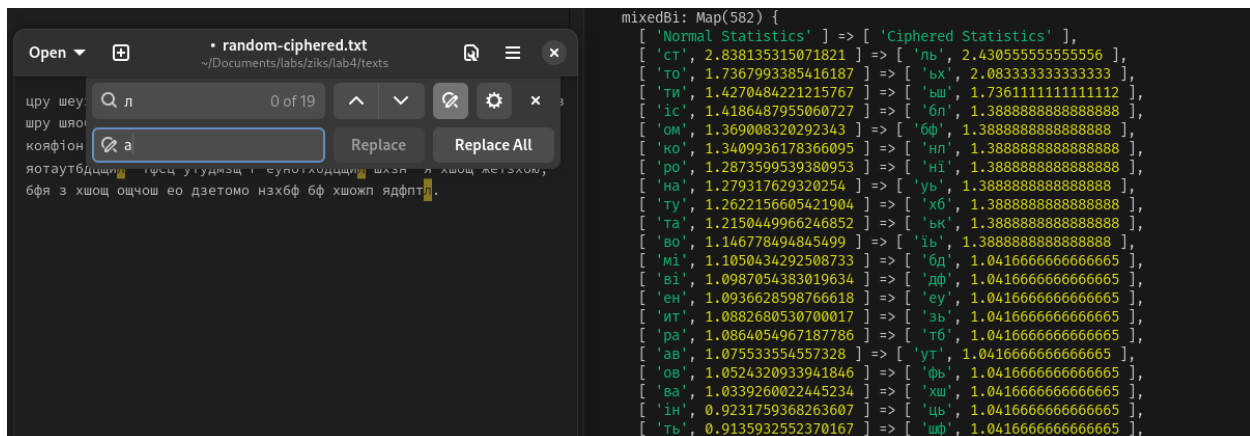 Open
• random-ciphered.txt
~/Documents/labs/ziks/lab4/texts
л
0 of 19
а
Replace
Replace All
цру шеу
в
шру шяо
кояфіон
шхзн я хшощ жетзхою,
бфя з хшощ ощчош ео дзетомо нзхбф бф хшожп ядфптл.
mixedBi: Map(582) {
[ 'Normal Statistics' ] => [ 'Ciphered Statistics' ],
[ 'ст', 2.838135315071821 ] => [ 'ль', 2.430555555555556 ],
[ 'то', 1.7367993385416187 ] => [ 'ьх', 2.083333333333333 ],
[ 'ти', 1.4270484221215767 ] => [ 'ьш', 1.7361111111111112 ],
[ 'іс', 1.4186487955060727 ] => [ 'бл', 1.3888888888888888 ],
[ 'ом', 1.369008320292343 ] => [ 'бф', 1.3888888888888888 ],
[ 'ко', 1.3409936178366095 ] => [ 'нл', 1.3888888888888888 ],
[ 'ро', 1.2873599539380953 ] => [ 'нї', 1.3888888888888888 ],
[ 'на', 1.279317629320254 ] => [ 'уь', 1.3888888888888888 ],
[ 'ту', 1.2622156605421904 ] => [ 'хб', 1.3888888888888888 ],
[ 'та', 1.2150449966246852 ] => [ 'ьк', 1.3888888888888888 ],
[ 'во', 1.146778494845499 ] => [ 'їь', 1.3888888888888888 ],
[ 'мі', 1.1050434292508733 ] => [ 'бд', 1.0416666666666665 ],
[ 'ві', 1.0987054383019634 ] => [ 'дф', 1.0416666666666665 ],
[ 'ен', 1.0936628598766618 ] => [ 'еу', 1.0416666666666665 ],
[ 'ит', 1.0882680530700017 ] => [ 'зь', 1.0416666666666665 ],
[ 'ра', 1.0864054967187786 ] => [ 'тб', 1.0416666666666665 ],
[ 'ав', 1.075533554557328 ] => [ 'ут', 1.0416666666666665 ],
[ 'ов', 1.0524320933941846 ] => [ 'фь', 1.0416666666666665 ],
[ 'ва', 1.0339260022445234 ] => [ 'хш', 1.0416666666666665 ],
[ 'ін', 0.9231759368263607 ] => [ 'ць', 1.0416666666666665 ],
[ 'ть', 0.9135932552370167 ] => [ 'шф', 1.0416666666666665 ],